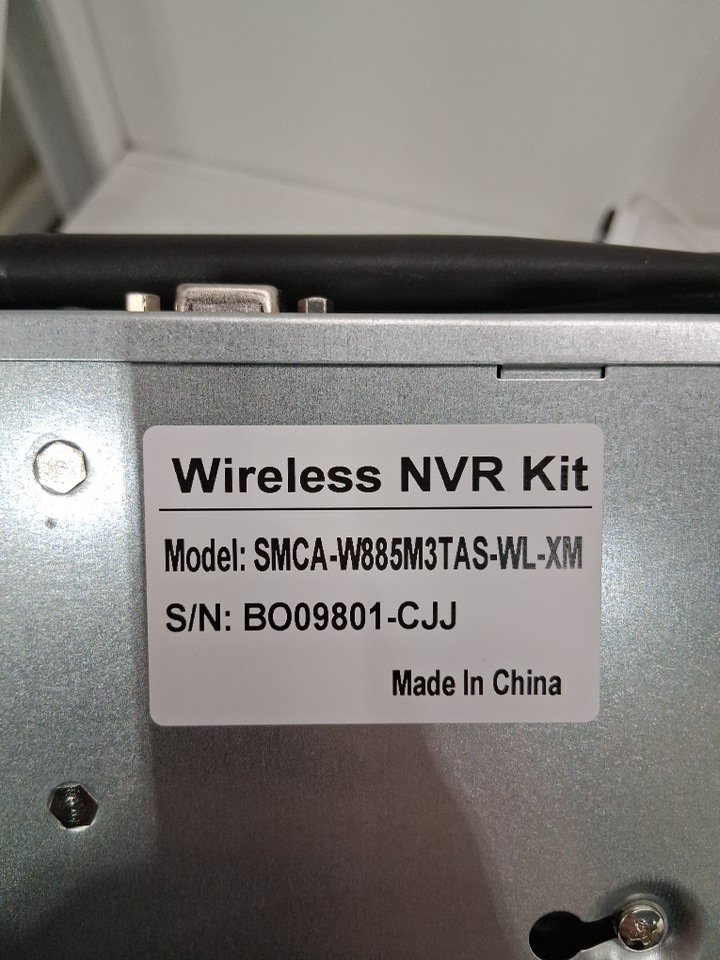 Wireless NVR Kit
Model: SMCA-W885M3TAS-WL-XM
S/N: BO09801-CJJ
Made In China